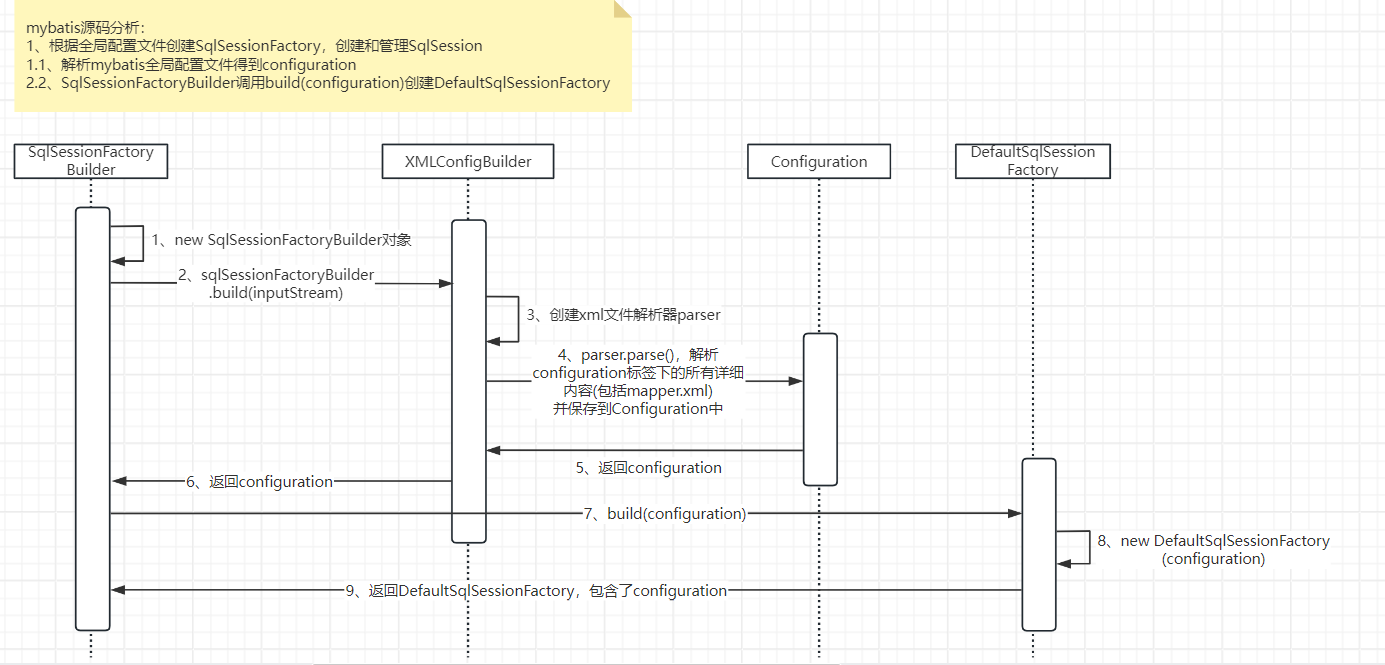 mybatis源码分析：
1、根据全局配置文件创建SqlSessionFactory，创建和管理SqlSession
1.1、解析mybatis全局配置文件得到configuration
2.2、SqlSessionFactoryBuilder调用build(configuration)创建DefaultSqlSessionFactory
SqlSessionFactory
Builder
XMLConfigBuilder
Configuration
DefaultSqlSession
Factory
1、new SqlSessionFactoryBuilder对象
2、sqlSessionFactoryBuilder
.build(inputStream)
3、创建xml文件解析器parser
4、parser.parse()，解析
configuration标签下的所有详细
内容(包括mapper.xml)
并保存到Configuration中
5、返回configuration
6、返回configuration
7、build(configuration)
8、new DefaultSqlSessionFactory
(configuration)
9、返回DefaultSqlSessionFactory，包含了configuration